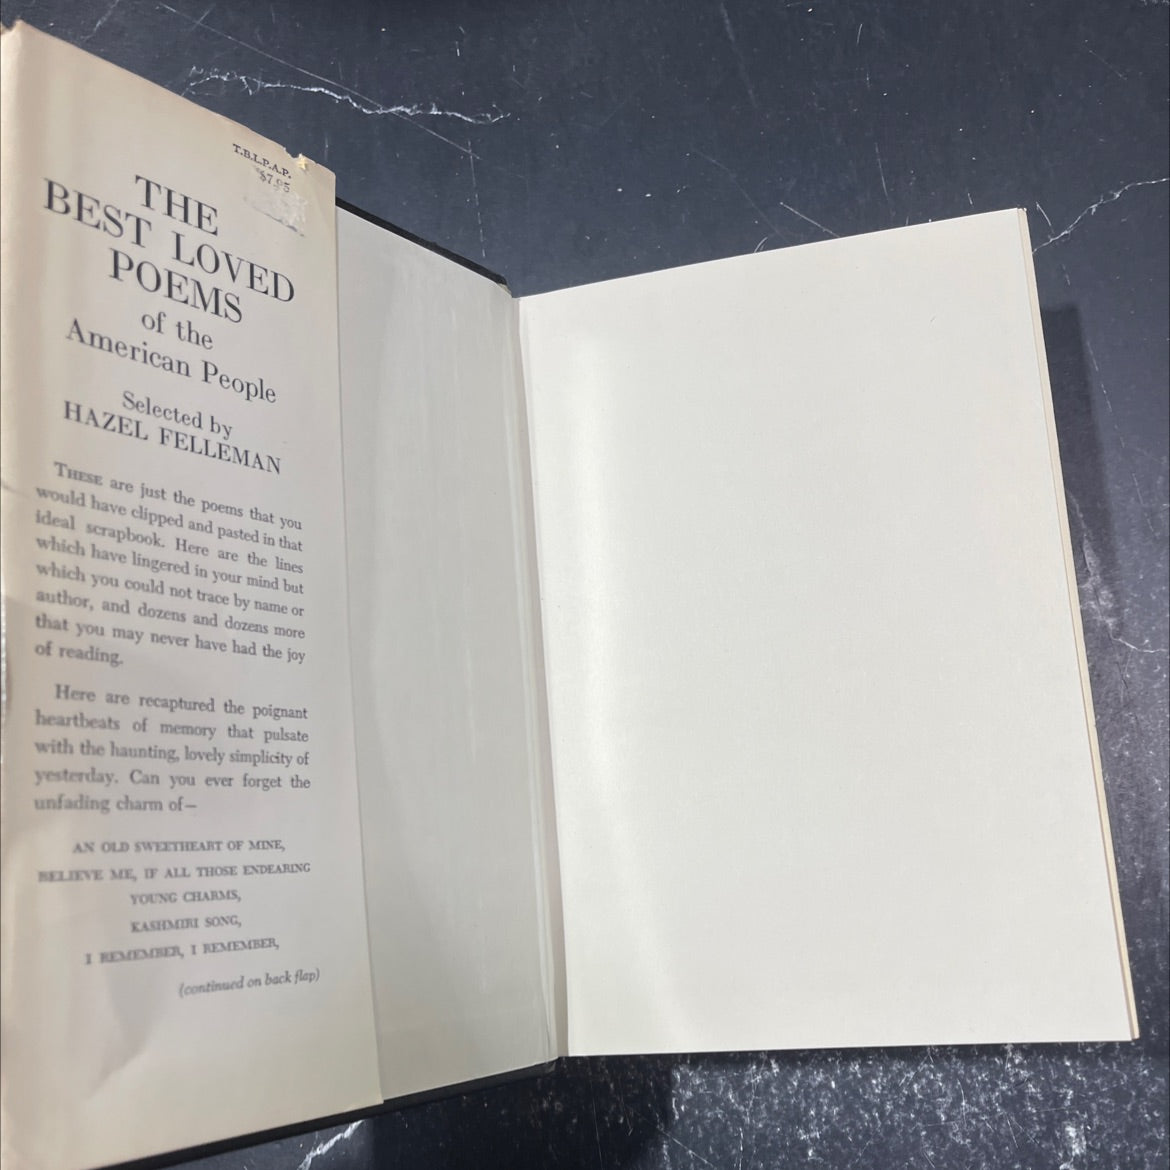 T.B.L.P.A.P.
$7.95
THE
BEST LOVED
POEMS
of the
American People
Selected by
HAZEL FELLEMAN
THESE are just the poems that you
would have clipped and pasted in that
ideal scrapbook. Here are the lines
which have lingered in your mind but
which you could not trace by name or
author, and dozens and dozens more
that you may never have had the joy
of reading.
Here are recaptured the poignant
heartbeats of memory that pulsate
with the haunting, lovely simplicity of
yesterday. Can you ever forget the
unfading charm of—
AN OLD SWEETHEART OF MINE,
BELIEVE ME, IF ALL THOSE ENDEARING
YOUNG CHARMS,
KASHMIRI SONG,
I REMEMBER, I REMEMBER,
(continued on back flap)